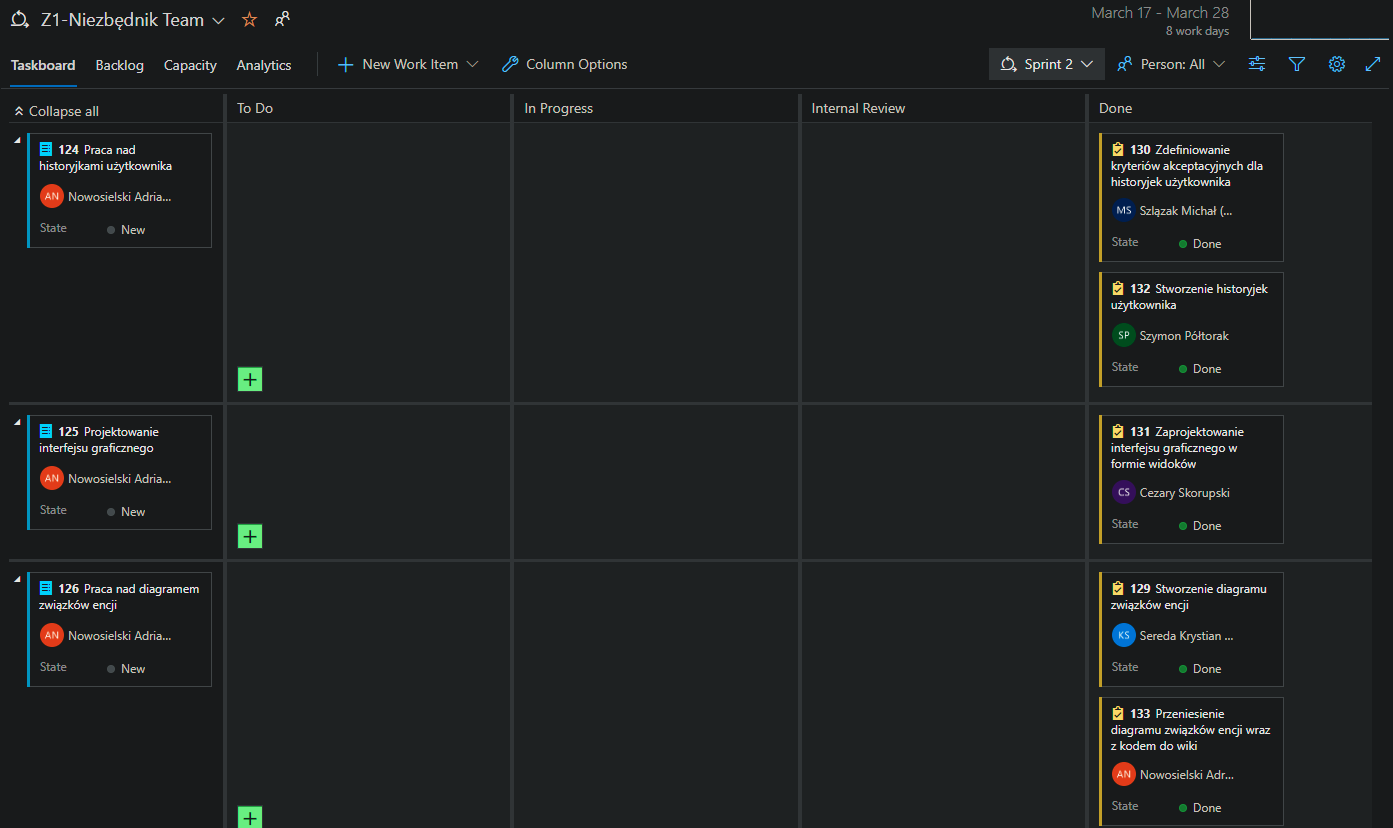 Z1-Niezbędnik Team
March 17 - March 28
8 work days
Taskboard Backlog Capacity Analytics New Work Item Column Options Sprint 2 Person: All
Collapse all To Do In Progress Internal Review Done
124 Praca nad
historyjkami użytkownika
AN Nowosielski Adria...
State New
130 Zdefiniowanie
kryteriów akceptacyjnych dla
historyjek użytkownika
MS Szlązak Michał (...
State Done
132 Stworzenie historyjek
użytkownika
SP Szymon Półtorak
State Done
125 Projektowanie
interfejsu graficznego
AN Nowosielski Adria...
State New
131 Zaprojektowanie
interfejsu graficznego w
formie widoków
CS Cezary Skorupski
State Done
126 Praca nad diagramem
związków encji
AN Nowosielski Adria...
State New
129 Stworzenie diagramu
związków encji
KS Sereda Krystian ...
State Done
133 Przeniesienie
diagramu związków encji wraz
z kodem do wiki
AN Nowosielski Adr...
State Done